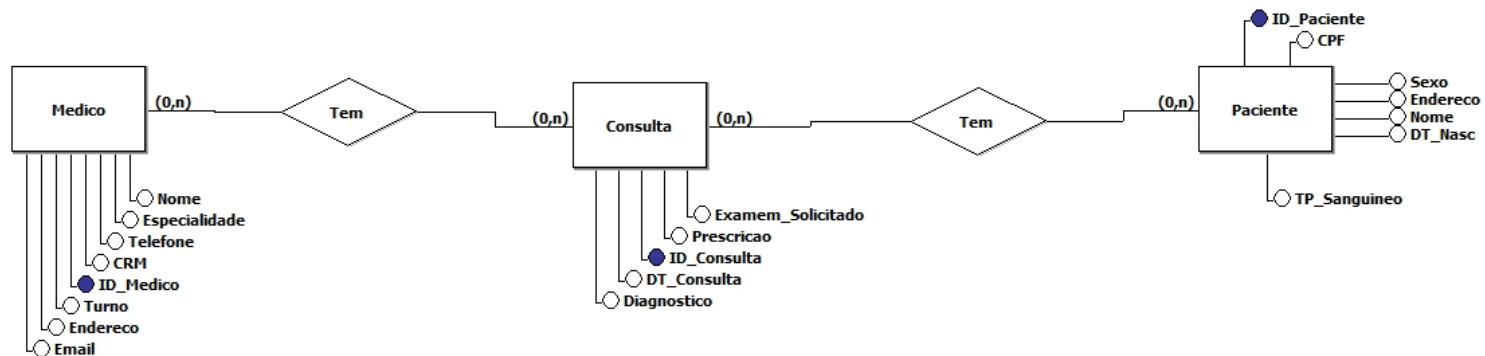 Medico
(0,n)
Tem
(0,n)
Consulta
(0,n)
Tem
(0,n)
Paciente
ID_Paciente
CPF
Sexo
Endereco
Nome
DT_Nasc
TP_Sanguineo
Nome
Especialidade
Telefone
CRM
ID_Medico
Turno
Endereco
Email
Examem_Solicitado
Prescricao
ID_Consulta
DT_Consulta
Diagnostico